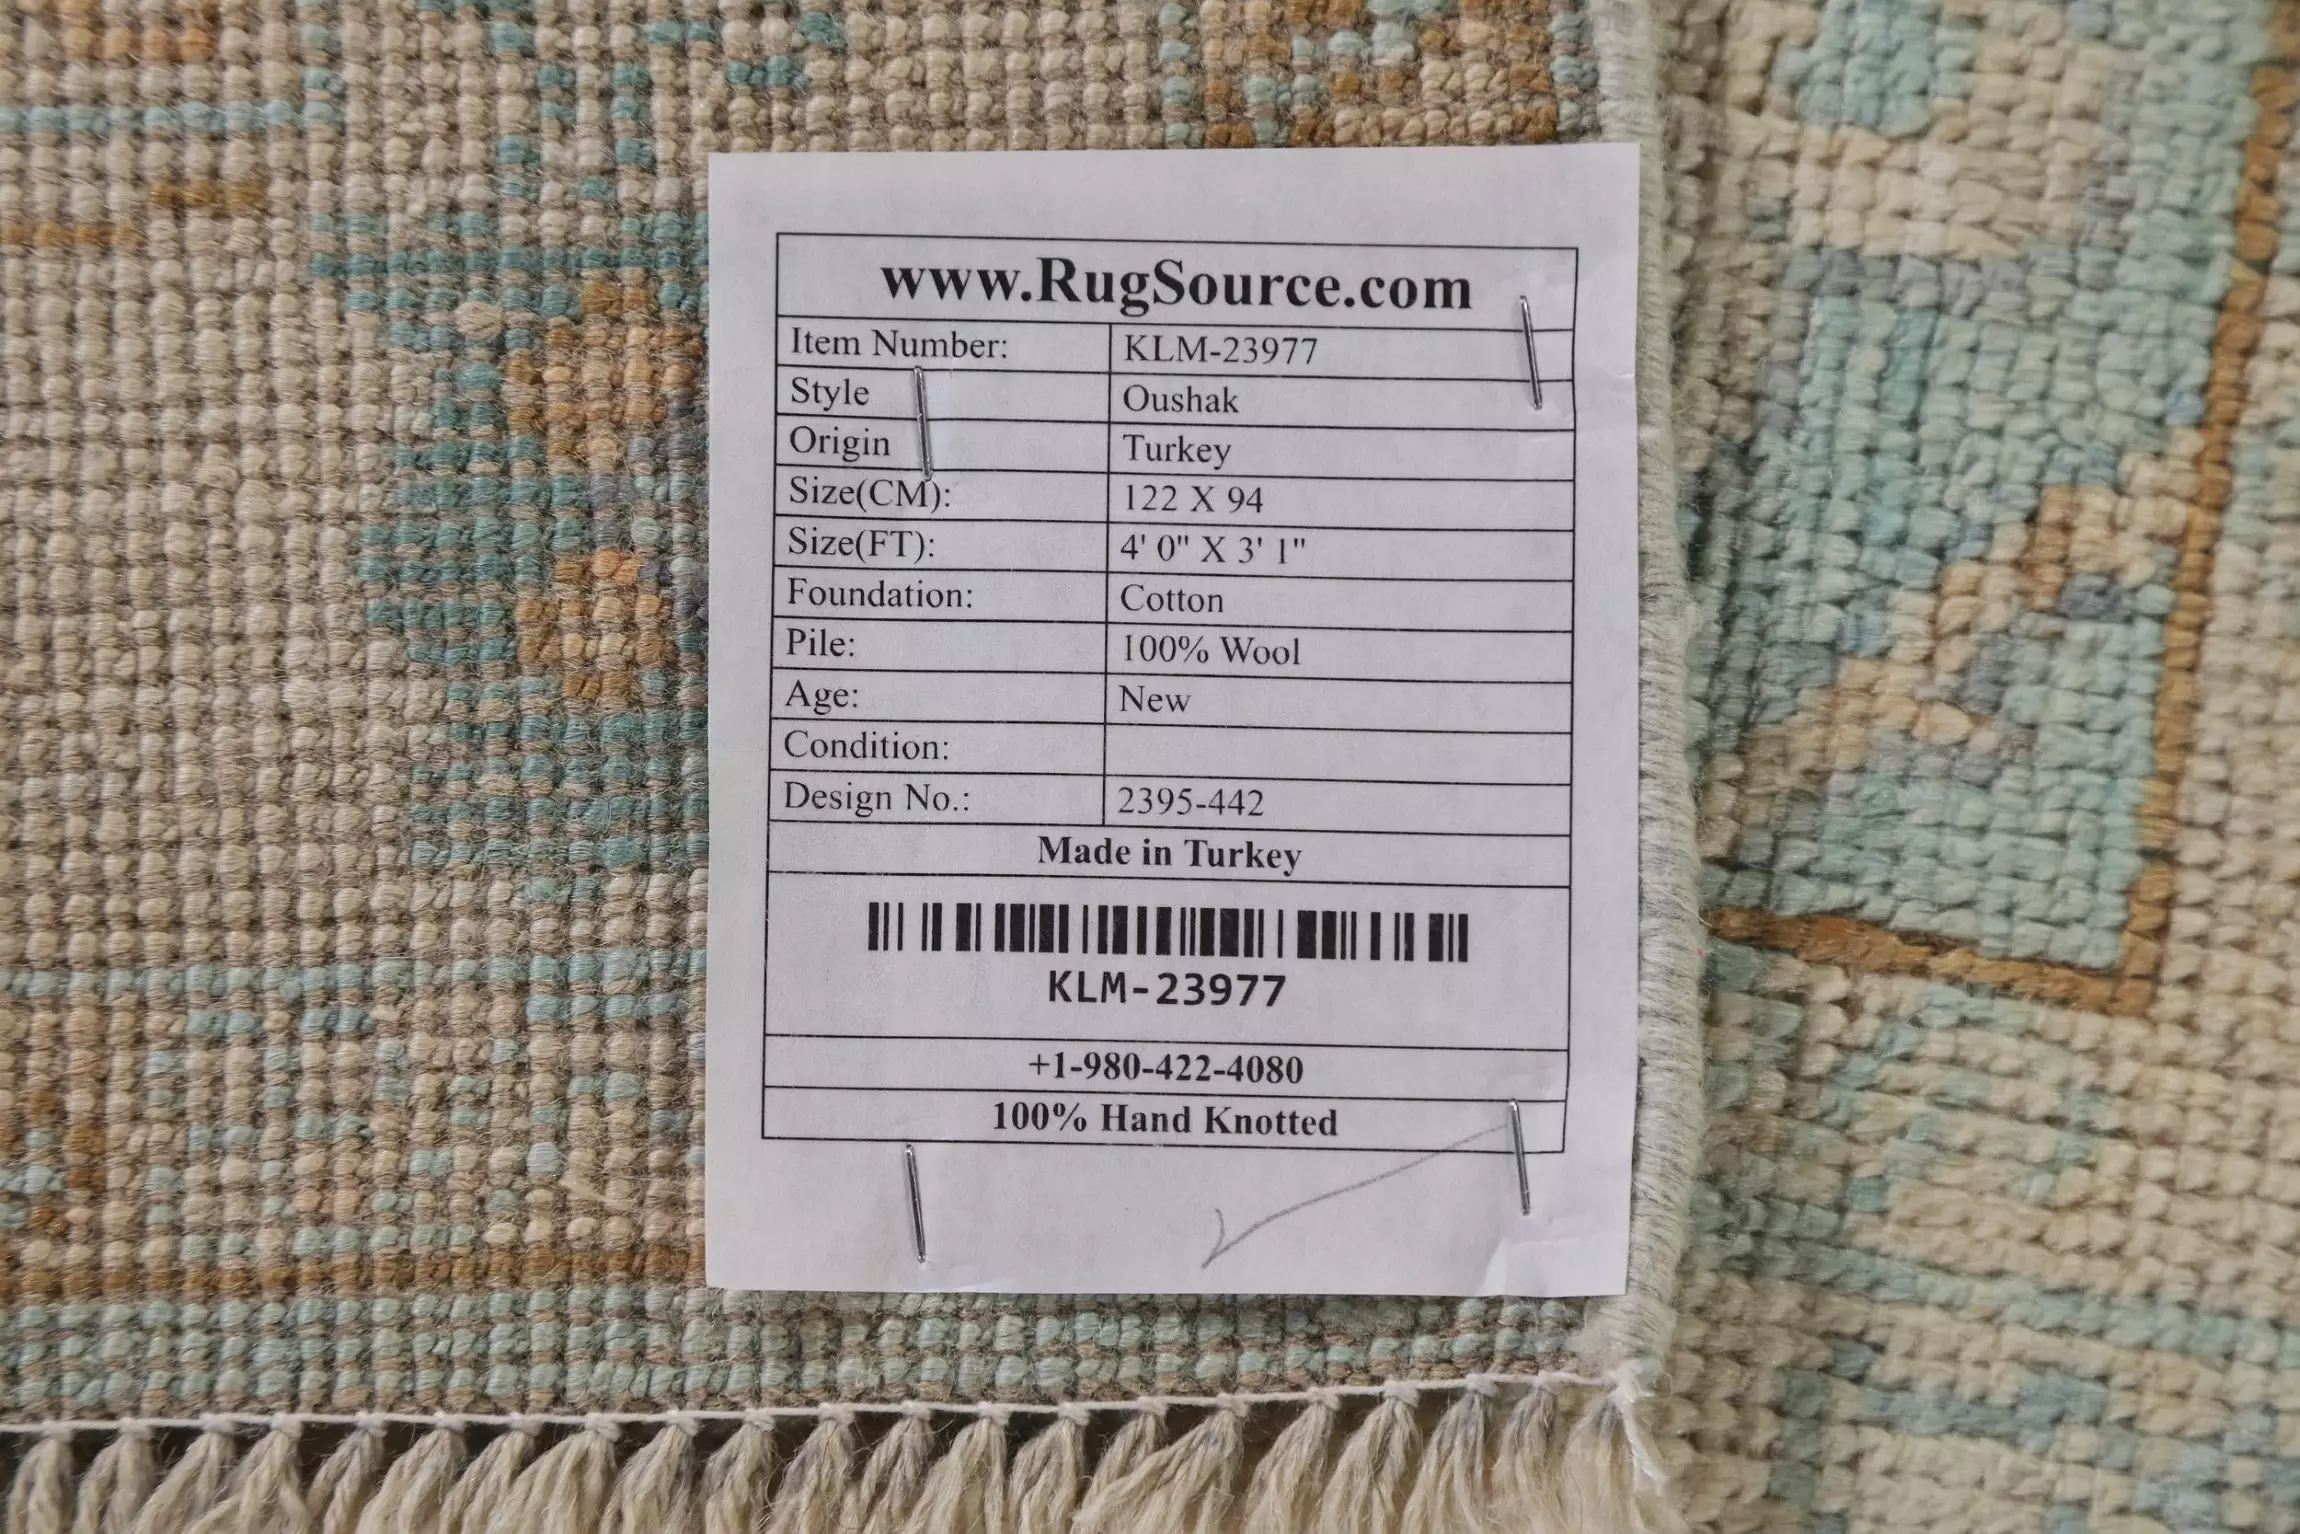 www.RugSource.com
Item Number: KLM-23977
Style Oushak
Origin Turkey
Size(CM): 122 X 94
Size(FT): 4' 0" X 3' 1"
Foundation: Cotton
Pile: 100% Wool
Age: New
Condition:
Design No.: 2395-442
Made in Turkey
KLM-23977
+1-980-422-4080
100% Hand Knotted